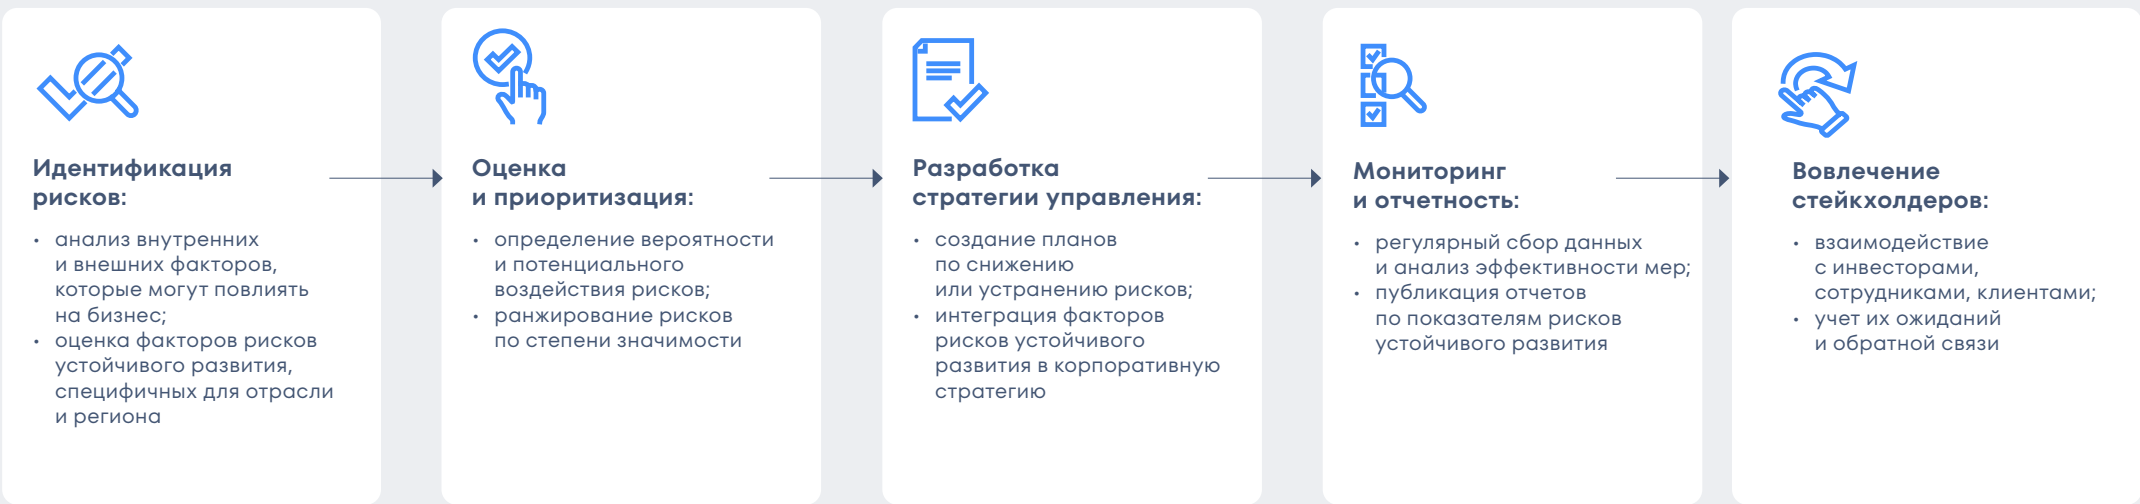 Идентификация
рисков:
• анализ внутренних
и внешних факторов,
которые могут повлиять
на бизнес;
• оценка факторов рисков
устойчивого развития,
специфичных для отрасли
и региона
Оценка
и приоритизация:
• определение вероятности
и потенциального
воздействия рисков;
• ранжирование рисков
по степени значимости
Разработка
стратегии управления:
• создание планов
по снижению
или устранению рисков;
• интеграция факторов
рисков устойчивого
развития в корпоративную
стратегию
Мониторинг
и отчетность:
• регулярный сбор данных
и анализ эффективности мер;
• публикация отчетов
по показателям рисков
устойчивого развития
Вовлечение
стейкхолдеров:
• взаимодействие
с инвесторами,
сотрудниками, клиентами;
• учет их ожиданий
и обратной связи